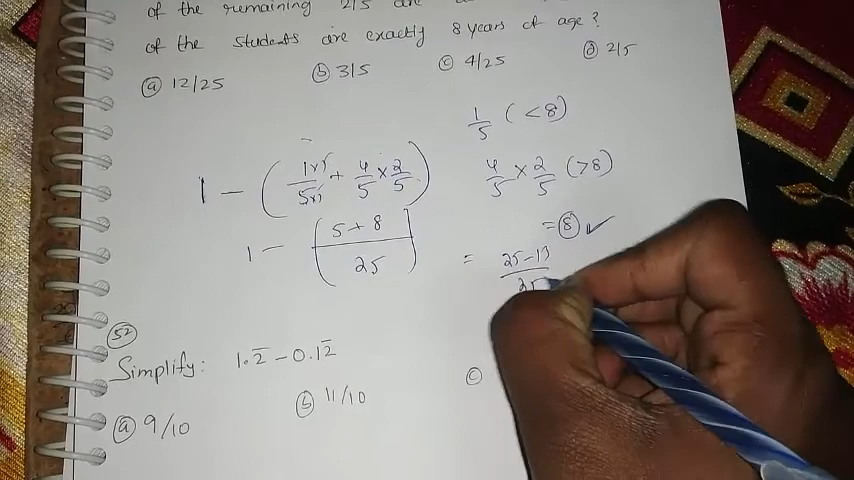 of the remaining 2/5 are
of the students are exactly 8 years of age?
(a) 12/25 (b) 3/5 (c) 4/25 (d) 2/5
1/5 (<8)
1 - (1×5/5×5 + 4/5 × 2/5) 4/5 × 2/5 (>8)
= (8) ✓
1 - (5+8/25) = 25-13/25
(52)
Simplify: 1.2̅ - 0.12̅
(a) 9/10 (b) 11/10 (c)